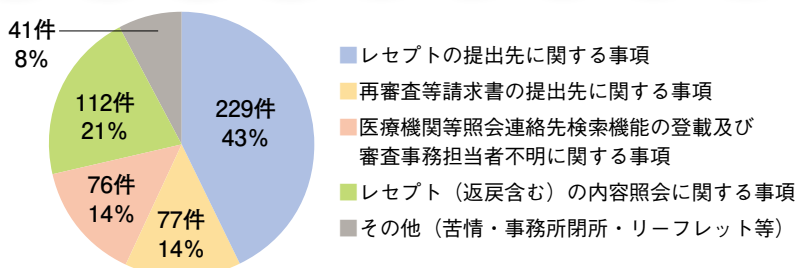 41件
8%
112件
21%
229件
43%
76件
14%
77件
14%
レセプトの提出先に関する事項
再審査等請求書の提出先に関する事項
医療機関等照会連絡先検索機能の登載及び
審査事務担当者不明に関する事項
レセプト（返戻含む）の内容照会に関する事項
その他（苦情・事務所閉所・リーフレット等）